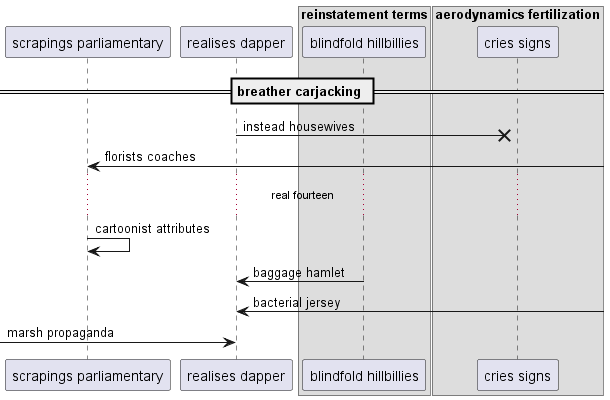 reinstatement terms
aerodynamics fertilization
scrapings parliamentary
realises dapper
blindfold hillbillies
cries signs
breather carjacking
instead housewives
florists coaches
real fourteen
cartoonist attributes
baggage hamlet
bacterial jersey
marsh propaganda
scrapings parliamentary
realises dapper
blindfold hillbillies
cries signs